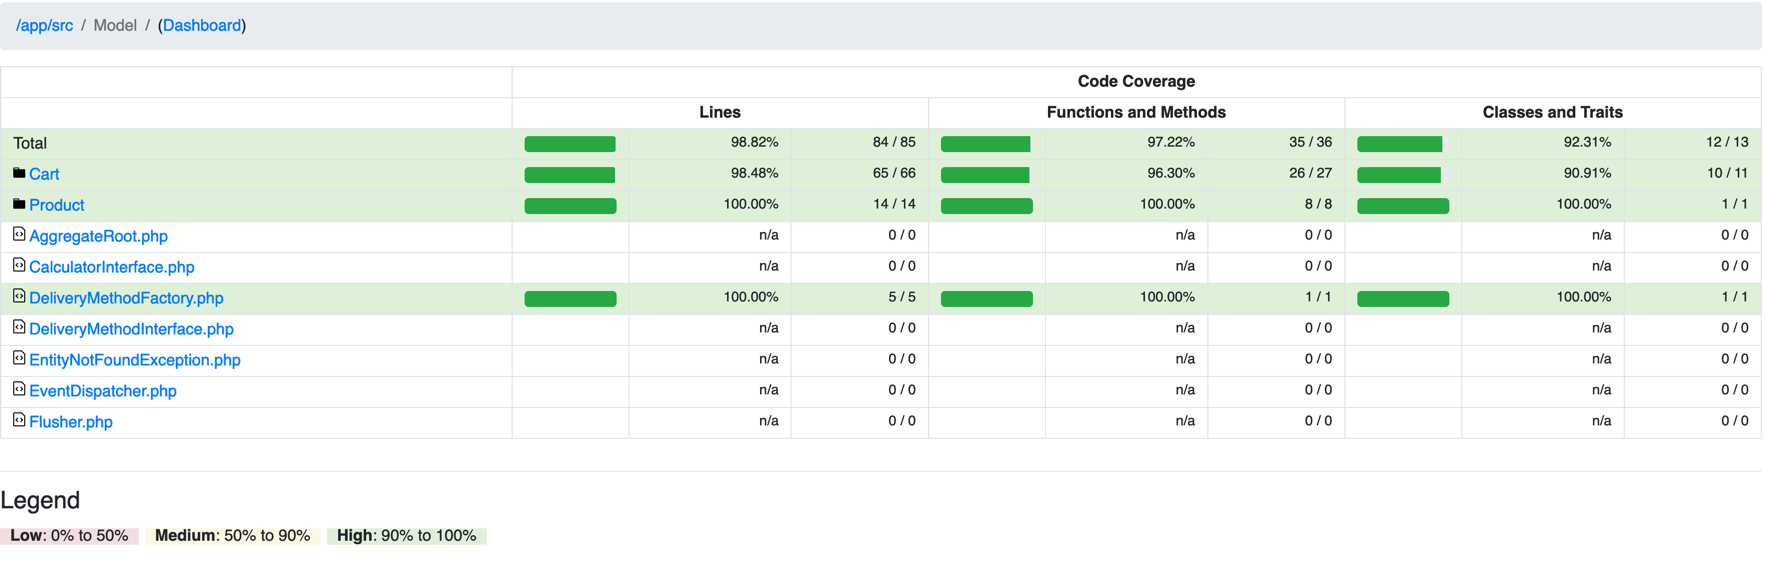 /app/src / Model / (Dashboard)
Code Coverage
Lines Functions and Methods Classes and Traits
Total 98.82% 84 / 85 97.22% 35 / 36 92.31% 12 / 13
Cart 98.48% 65 / 66 96.30% 26 / 27 90.91% 10 / 11
Product 100.00% 14 / 14 100.00% 8 / 8 100.00% 1 / 1
AggregateRoot.php n/a 0 / 0 n/a 0 / 0 n/a 0 / 0
CalculatorInterface.php n/a 0 / 0 n/a 0 / 0 n/a 0 / 0
DeliveryMethodFactory.php 100.00% 5 / 5 100.00% 1 / 1 100.00% 1 / 1
DeliveryMethodInterface.php n/a 0 / 0 n/a 0 / 0 n/a 0 / 0
EntityNotFoundException.php n/a 0 / 0 n/a 0 / 0 n/a 0 / 0
EventDispatcher.php n/a 0 / 0 n/a 0 / 0 n/a 0 / 0
Flusher.php n/a 0 / 0 n/a 0 / 0 n/a 0 / 0
Legend
Low: 0% to 50% Medium: 50% to 90% High: 90% to 100%